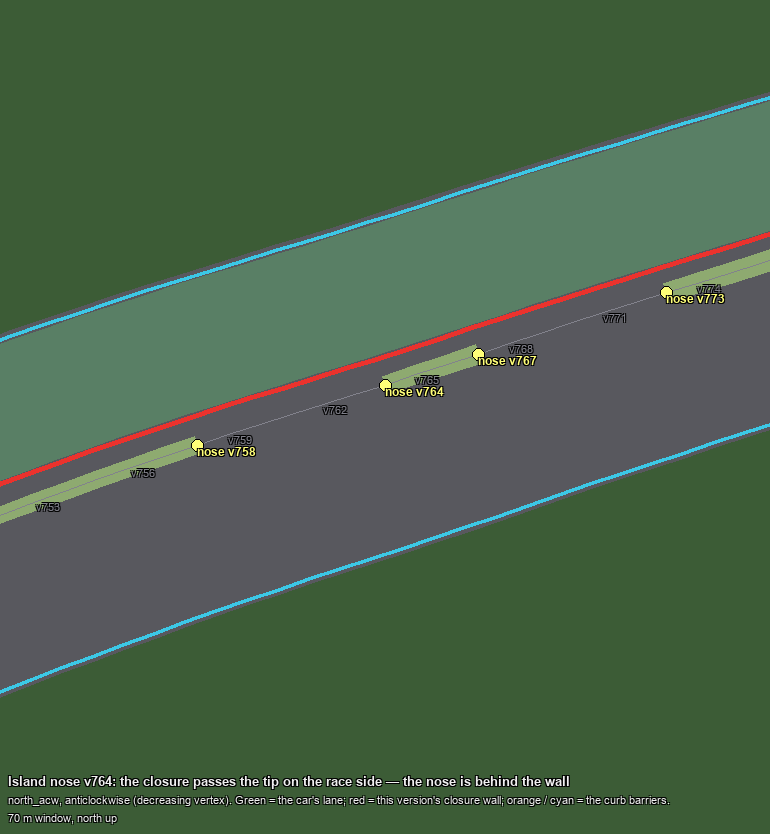 v774
nose v773
v771
v768
nose v767
v765
nose v764
v762
v759
nose v758
v756
v753
Island nose v764: the closure passes the tip on the race side — the nose is behind the wall
north_acw, anticlockwise (decreasing vertex). Green = the car's lane; red = this version's closure wall; orange / cyan = the curb barriers.
70 m window, north up